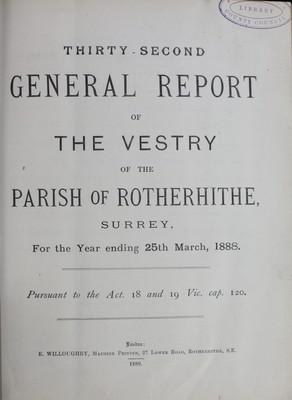 LIBRARY
COUNTY COUNCIL
THIRTY-SECOND
GENERAL REPORT
OF
THE VESTRY
OF THE
PARISH OF ROTHERHITHE,
SURREY,
For the Year ending 25th March, 1888.
Pursuant to the Act. 18 and 19 Vic. cap. 120.
London:
E. WILLOUGHBY, MACHINE PRINTER, 27 LOWER ROAD, ROTHERHITHE, S.E.
1888.